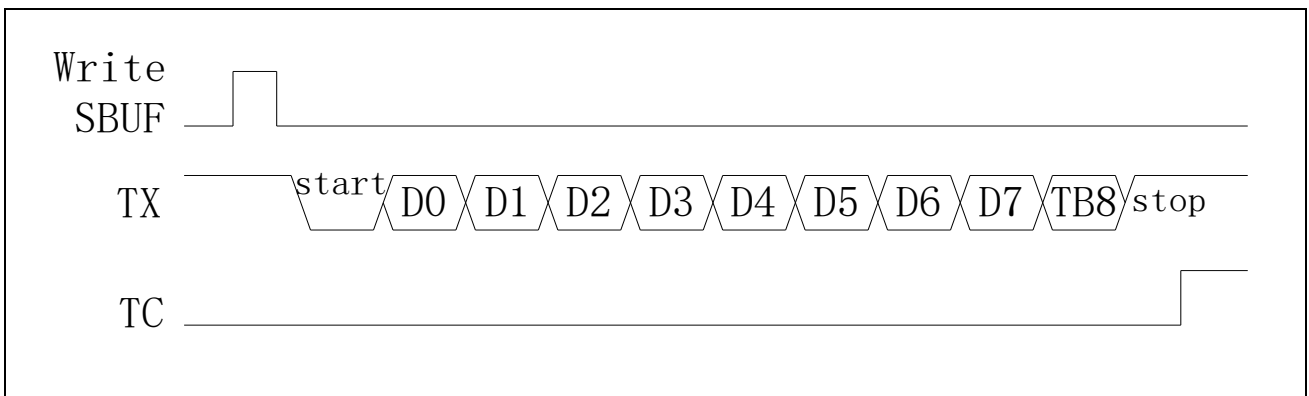 Write
SBUF
TX start D0 D1 D2 D3 D4 D5 D6 D7 TB8 stop
TC